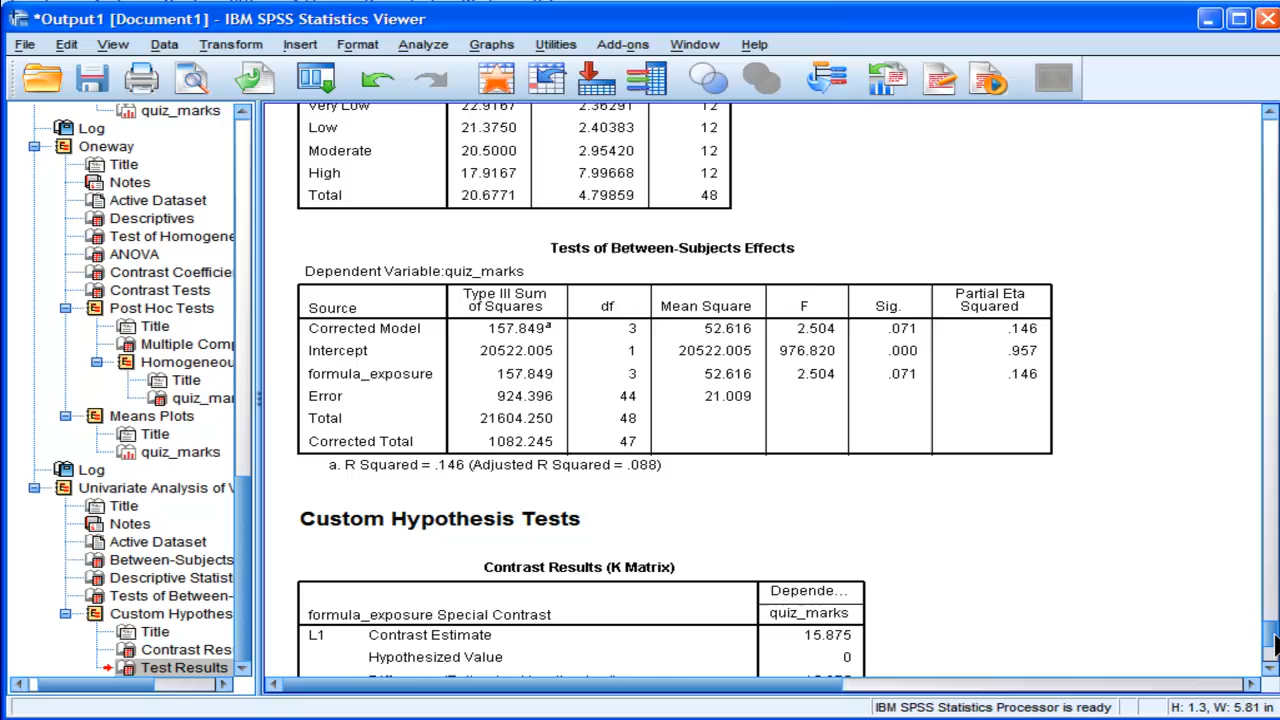 *Output1 [Document1] - IBM SPSS Statistics Viewer
File Edit View Data Transform Insert Format Analyze Graphs Utilities Add-ons Window Help
quiz_marks
Log
Oneway
Title
Notes
Active Dataset
Descriptives
Test of Homogene
ANOVA
Contrast Coefficie
Contrast Tests
Post Hoc Tests
Title
Multiple Comp
Homogeneou
Title
quiz_mar
Means Plots
Title
quiz_marks
Log
Univariate Analysis of V
Title
Notes
Active Dataset
Between-Subjects
Descriptive Statist
Tests of Between-
Custom Hypothes
Title
Contrast Res
Test Results
Very Low 22.9167 2.36291 12
Low 21.3750 2.40383 12
Moderate 20.5000 2.95420 12
High 17.9167 7.99668 12
Total 20.6771 4.79859 48
Tests of Between-Subjects Effects
Dependent Variable:quiz_marks
Source Type III Sum of Squares df Mean Square F Sig. Partial Eta Squared
Corrected Model 157.849a 3 52.616 2.504 .071 .146
Intercept 20522.005 1 20522.005 976.820 .000 .957
formula_exposure 157.849 3 52.616 2.504 .071 .146
Error 924.396 44 21.009
Total 21604.250 48
Corrected Total 1082.245 47
a. R Squared = .146 (Adjusted R Squared = .088)
Custom Hypothesis Tests
Contrast Results (K Matrix)
Depende...
formula_exposure Special Contrast quiz_marks
L1 Contrast Estimate 15.875
Hypothesized Value 0
IBM SPSS Statistics Processor is ready H: 1.3, W: 5.81 in